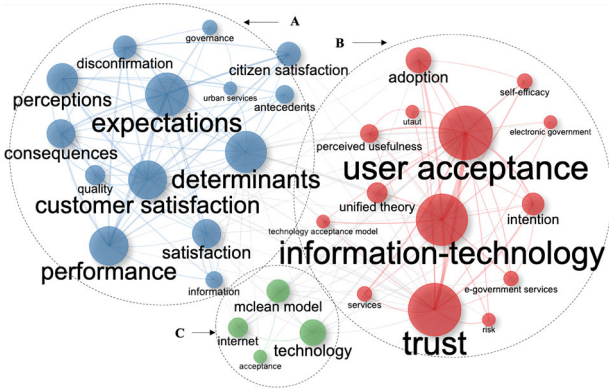 A
governance
disconfirmation
citizen satisfaction
perceptions
urban services
antecedents
expectations
consequences
determinants
quality
customer satisfaction
satisfaction
performance
information
B
adoption
self-efficacy
utaut
electronic government
perceived usefulness
user acceptance
unified theory
intention
technology acceptance model
information-technology
e-government services
services
risk
trust
C
mclean model
internet
technology
acceptance